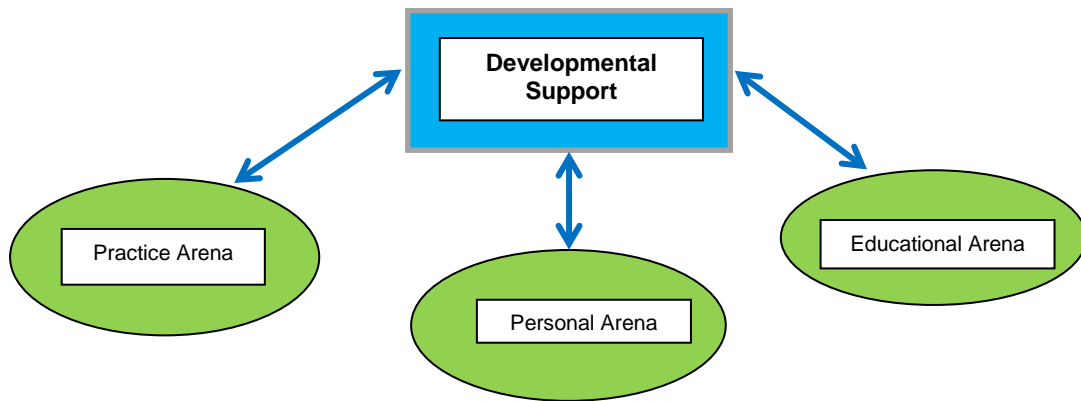 Developmental
Support
Practice Arena
Educational Arena
Personal Arena